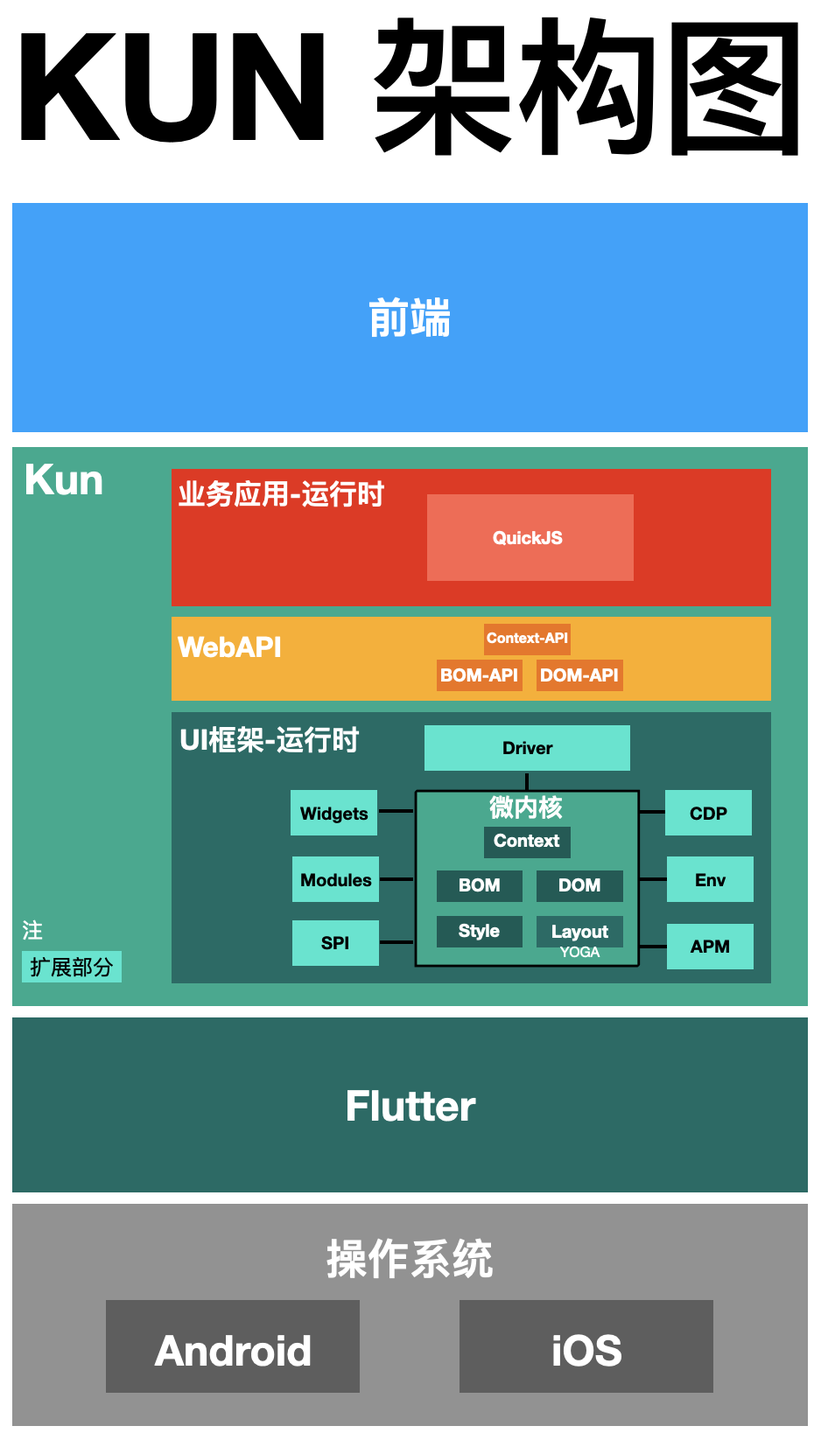 KUN 架构图
前端
Kun
业务应用-运行时
QuickJS
WebAPI
Context-API
BOM-API DOM-API
UI框架-运行时
Driver
Widgets
微内核
CDP
Context
Modules
BOM DOM
Env
SPI
Style Layout
YOGA
APM
注
扩展部分
Flutter
操作系统
Android iOS